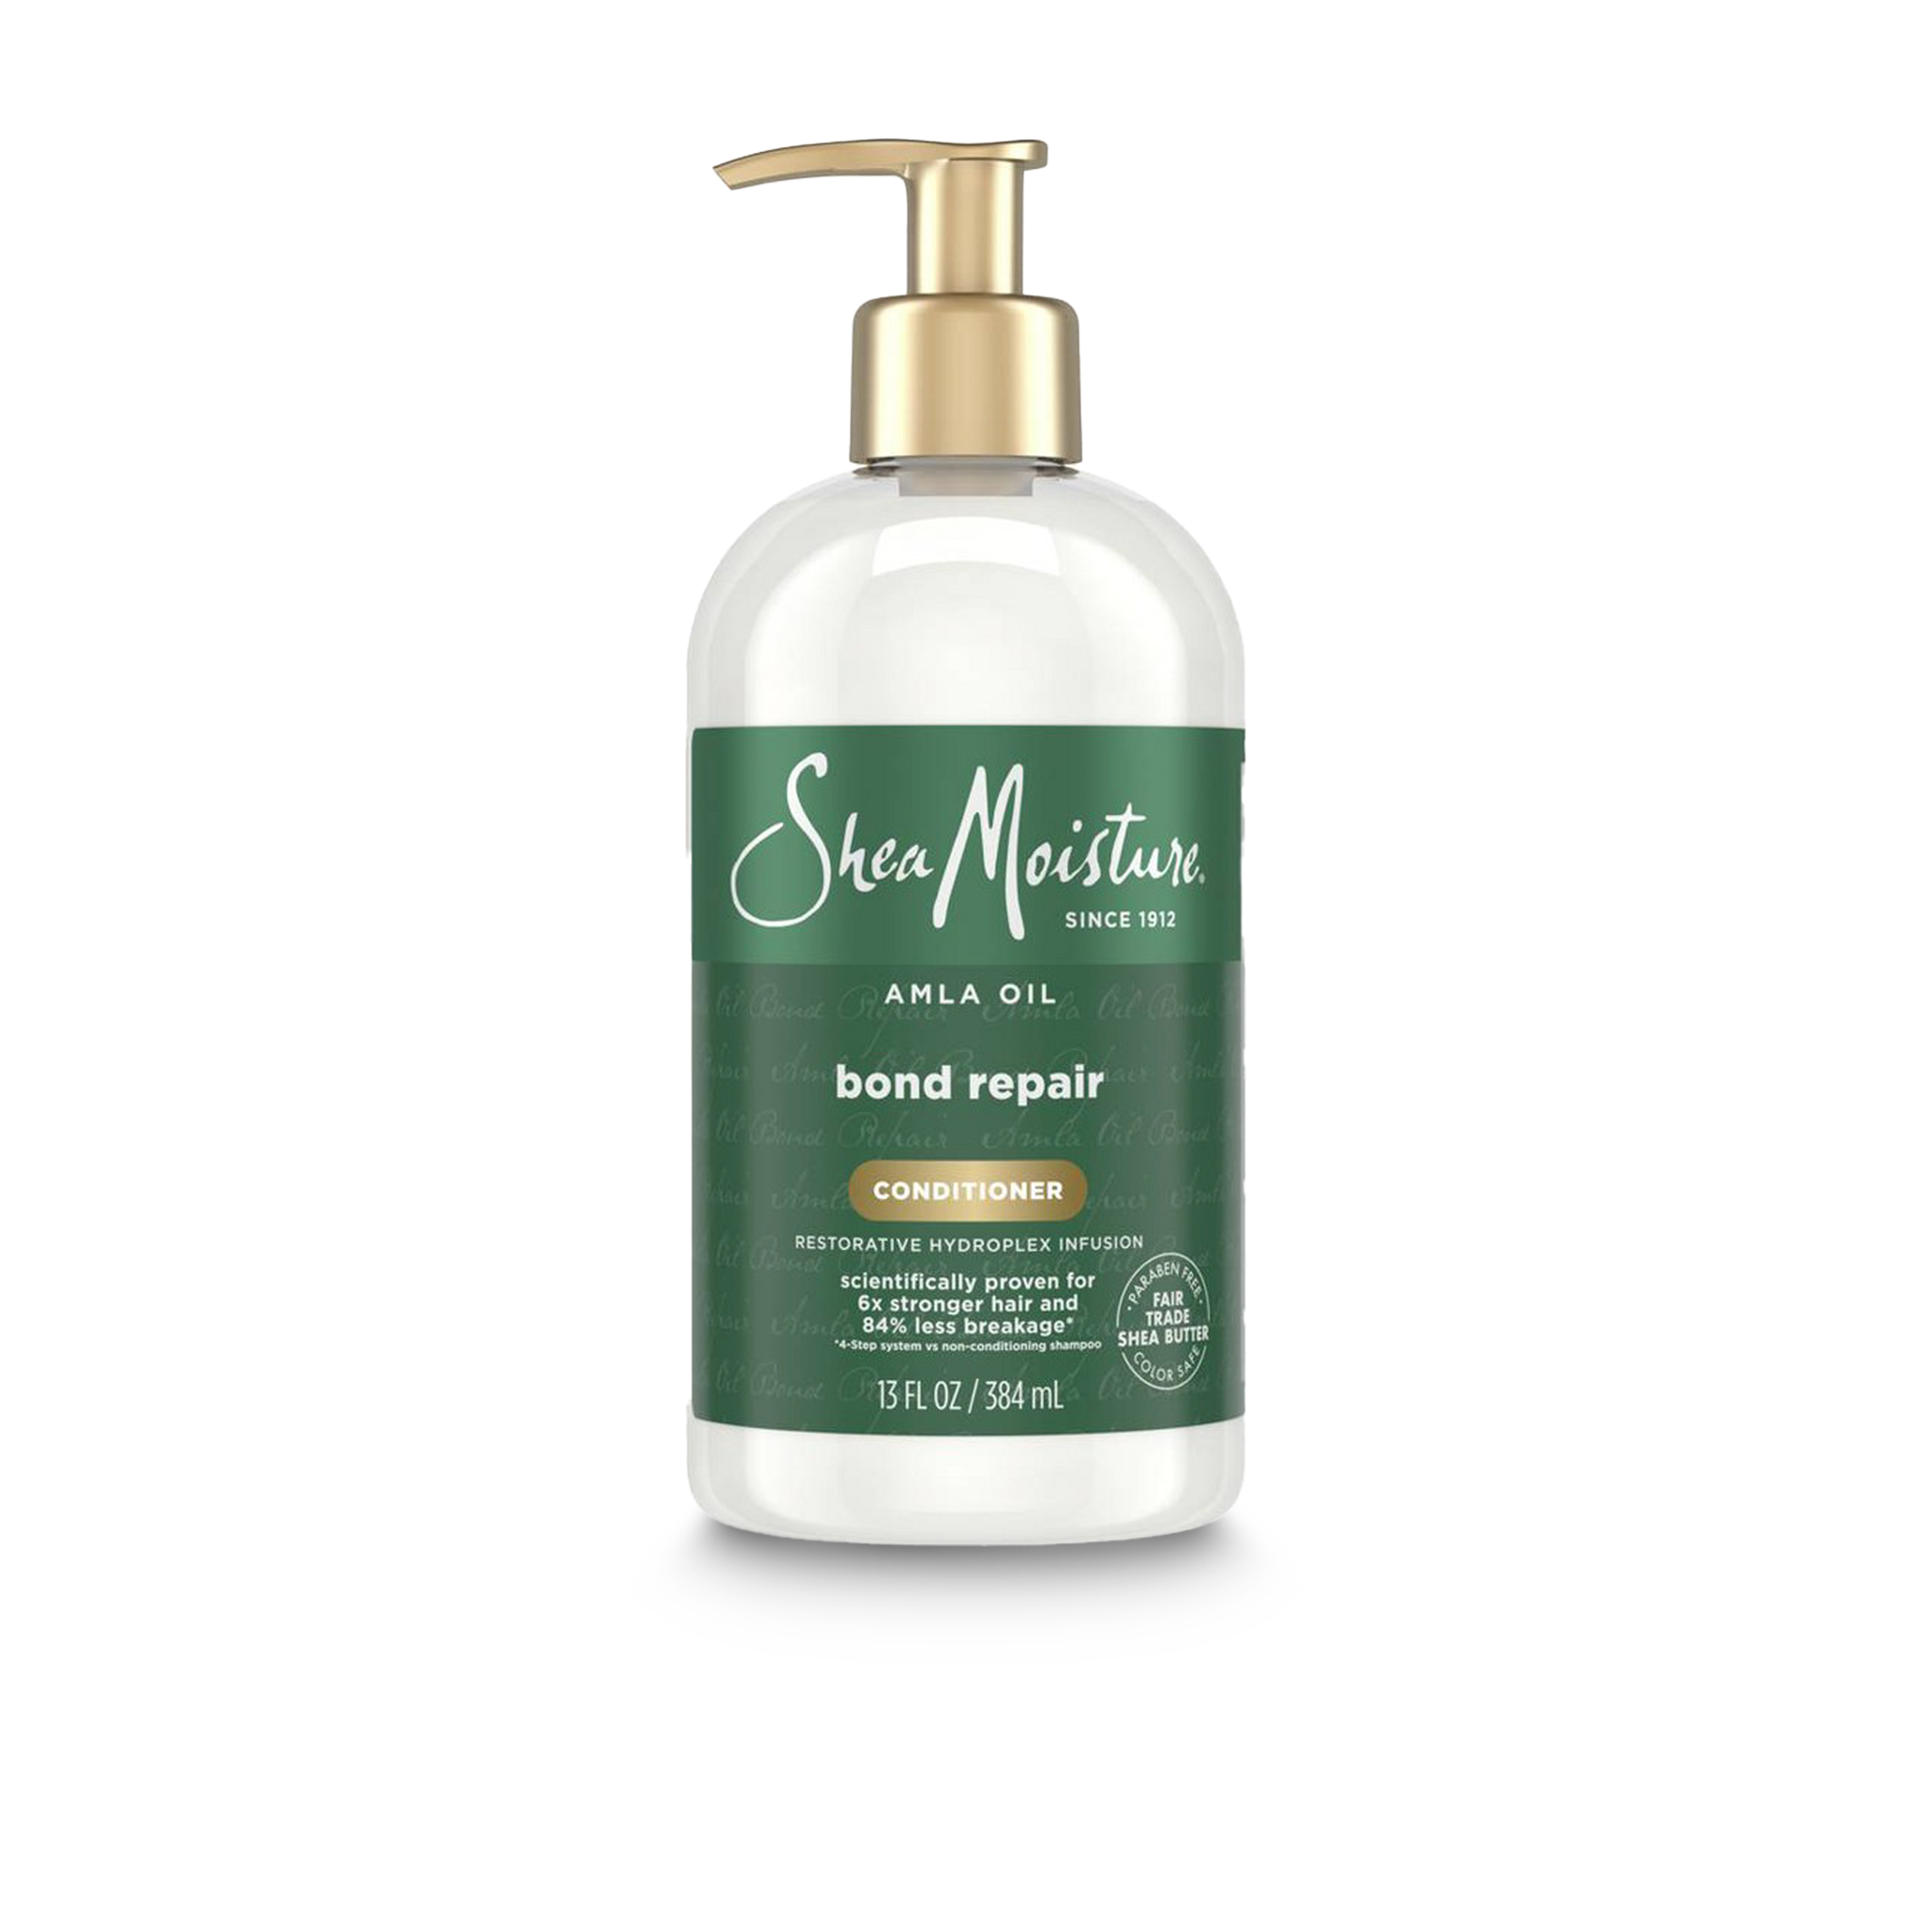 Shea Moisture®
SINCE 1912
AMLA OIL
bond repair
CONDITIONER
RESTORATIVE HYDROPLEX INFUSION
scientifically proven for
6x stronger hair and
84% less breakage*
*4-Step system vs non-conditioning shampoo
• PARABEN FREE •
FAIR
TRADE
SHEA BUTTER
COLOR SAFE
13 FL OZ / 384 mL